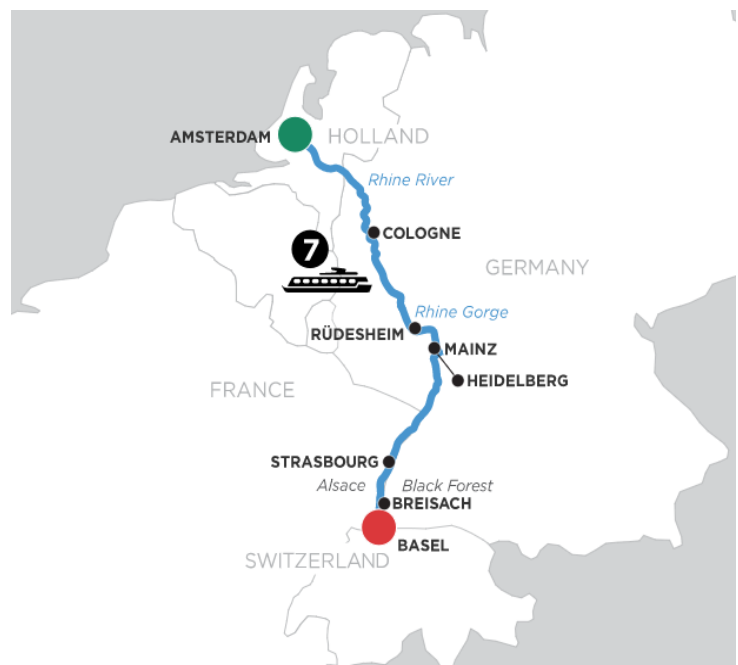 AMSTERDAM
HOLLAND
Rhine River
COLOGNE
7
GERMANY
Rhine Gorge
RÜDESHEIM
MAINZ
HEIDELBERG
FRANCE
STRASBOURG
Alsace
Black Forest
BREISACH
BASEL
SWITZERLAND